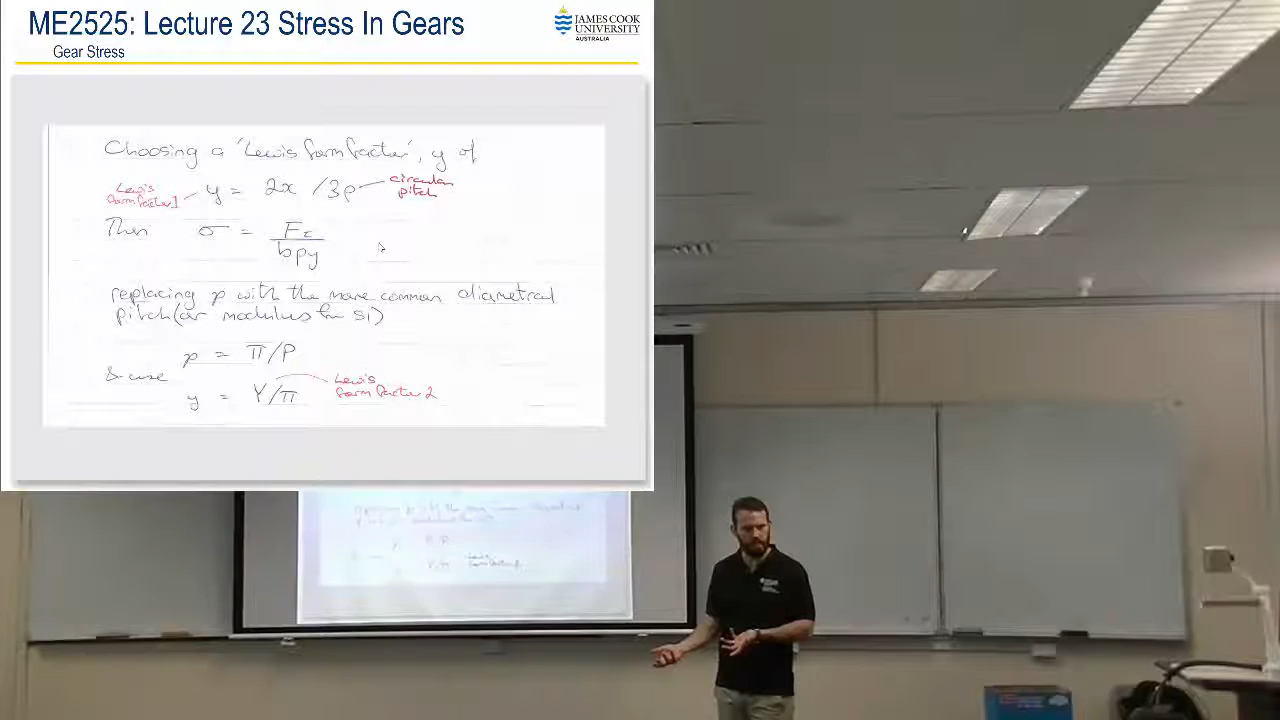 ME2525: Lecture 23 Stress In Gears
Gear Stress
JAMES COOK
UNIVERSITY
AUSTRALIA
Choosing a 'Lewis form factor', y of
Lewis
form factor 1
y = 2x / 3p
circular
pitch
Then σ = Ft
bpy
replacing p with the more common diametral
pitch (or modulus for SI)
p = π/P
& use
y = Y/π
Lewis
form factor 2